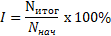 I = N_итог / N_нач x 100%